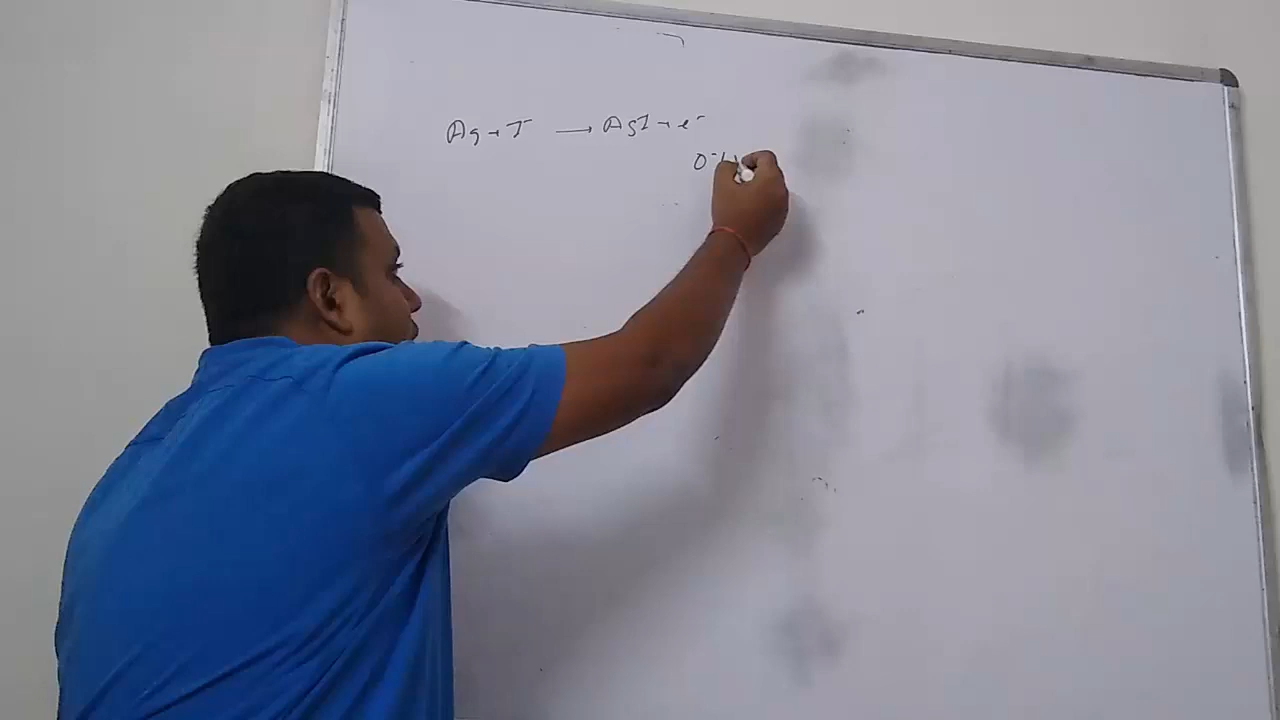 Ag + I⁻ → AgI + e⁻